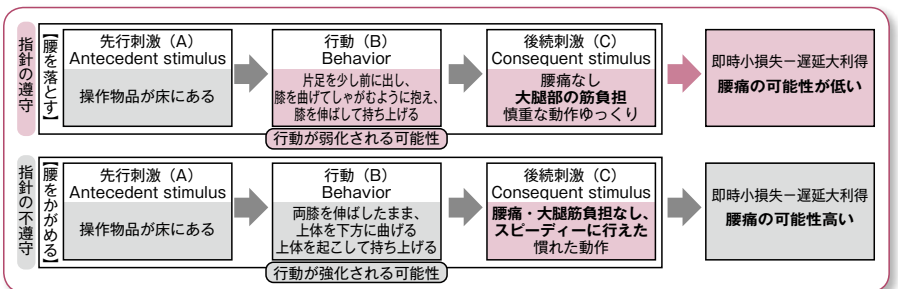 指針の遵守
【腰を落とす】
先行刺激（A）
Antecedent stimulus
操作物品が床にある
行動（B）
Behavior
片足を少し前に出し、
膝を曲げてしゃがむように抱え、
膝を伸ばして持ち上げる
行動が弱化される可能性
後続刺激（C）
Consequent stimulus
腰痛なし
大腿部の筋負担
慎重な動作ゆっくり
即時小損失－遅延大利得
腰痛の可能性が低い
指針の不遵守
【腰をかがめる】
先行刺激（A）
Antecedent stimulus
操作物品が床にある
行動（B）
Behavior
両膝を伸ばしたまま、
上体を下方に曲げる
上体を起こして持ち上げる
行動が強化される可能性
後続刺激（C）
Consequent stimulus
腰痛・大腿筋負担なし、
スピーディーに行えた
慣れた動作
即時小損失－遅延大利得
腰痛の可能性高い